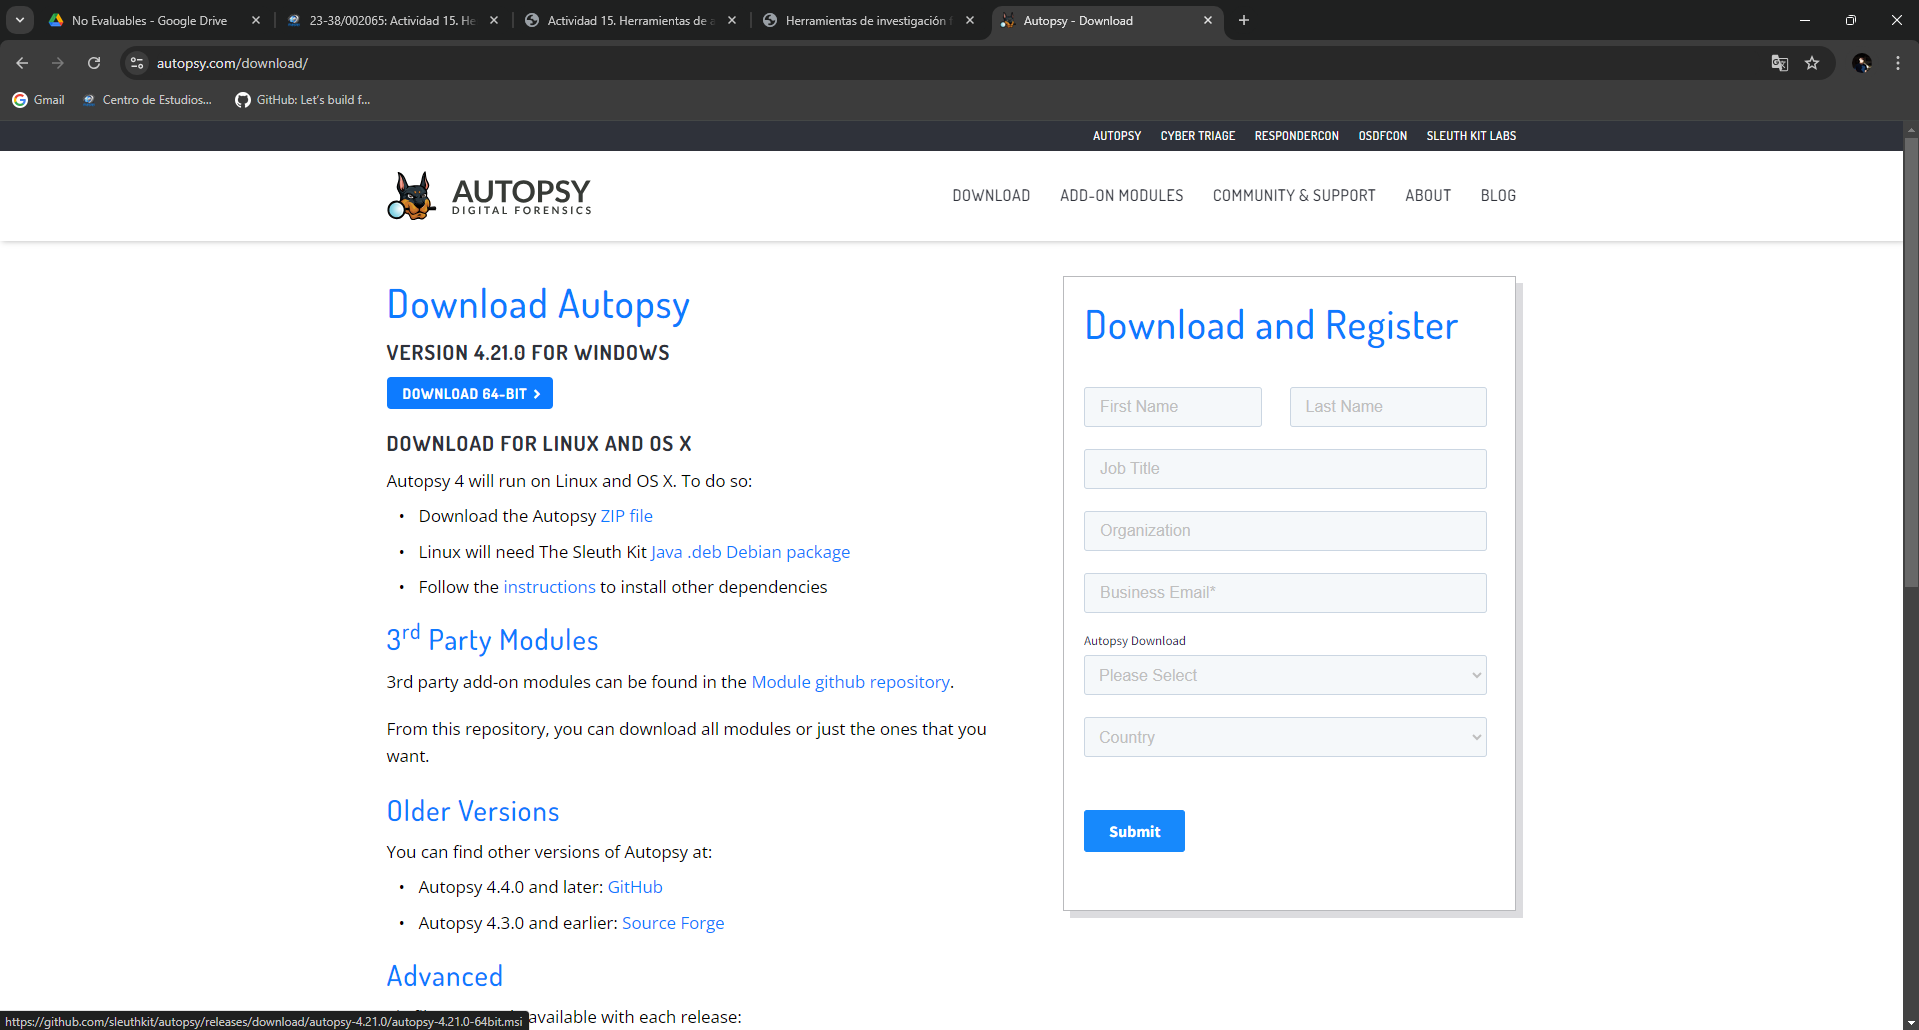 No Evaluables - Google Drive
23-38/002065: Actividad 15. He
Actividad 15. Herramientas de a
Herramientas de investigación f
Autopsy - Download
autopsy.com/download/
Gmail
Centro de Estudios...
GitHub: Let's build f...
AUTOPSY CYBER TRIAGE RESPONDERCON OSDFCON SLEUTH KIT LABS
AUTOPSY
DIGITAL FORENSICS
DOWNLOAD ADD-ON MODULES COMMUNITY & SUPPORT ABOUT BLOG
Download Autopsy
VERSION 4.21.0 FOR WINDOWS
DOWNLOAD 64-BIT
DOWNLOAD FOR LINUX AND OS X
Autopsy 4 will run on Linux and OS X. To do so:
• Download the Autopsy ZIP file
• Linux will need The Sleuth Kit Java .deb Debian package
• Follow the instructions to install other dependencies
3rd Party Modules
3rd party add-on modules can be found in the Module github repository.
From this repository, you can download all modules or just the ones that you
want.
Older Versions
You can find other versions of Autopsy at:
• Autopsy 4.4.0 and later: GitHub
• Autopsy 4.3.0 and earlier: Source Forge
Advanced
available with each release:
https://github.com/sleuthkit/autopsy/releases/download/autopsy-4.21.0/autopsy-4.21.0-64bit.msi
Download and Register
First Name
Last Name
Job Title
Organization
Business Email*
Autopsy Download
Please Select
Country
Submit